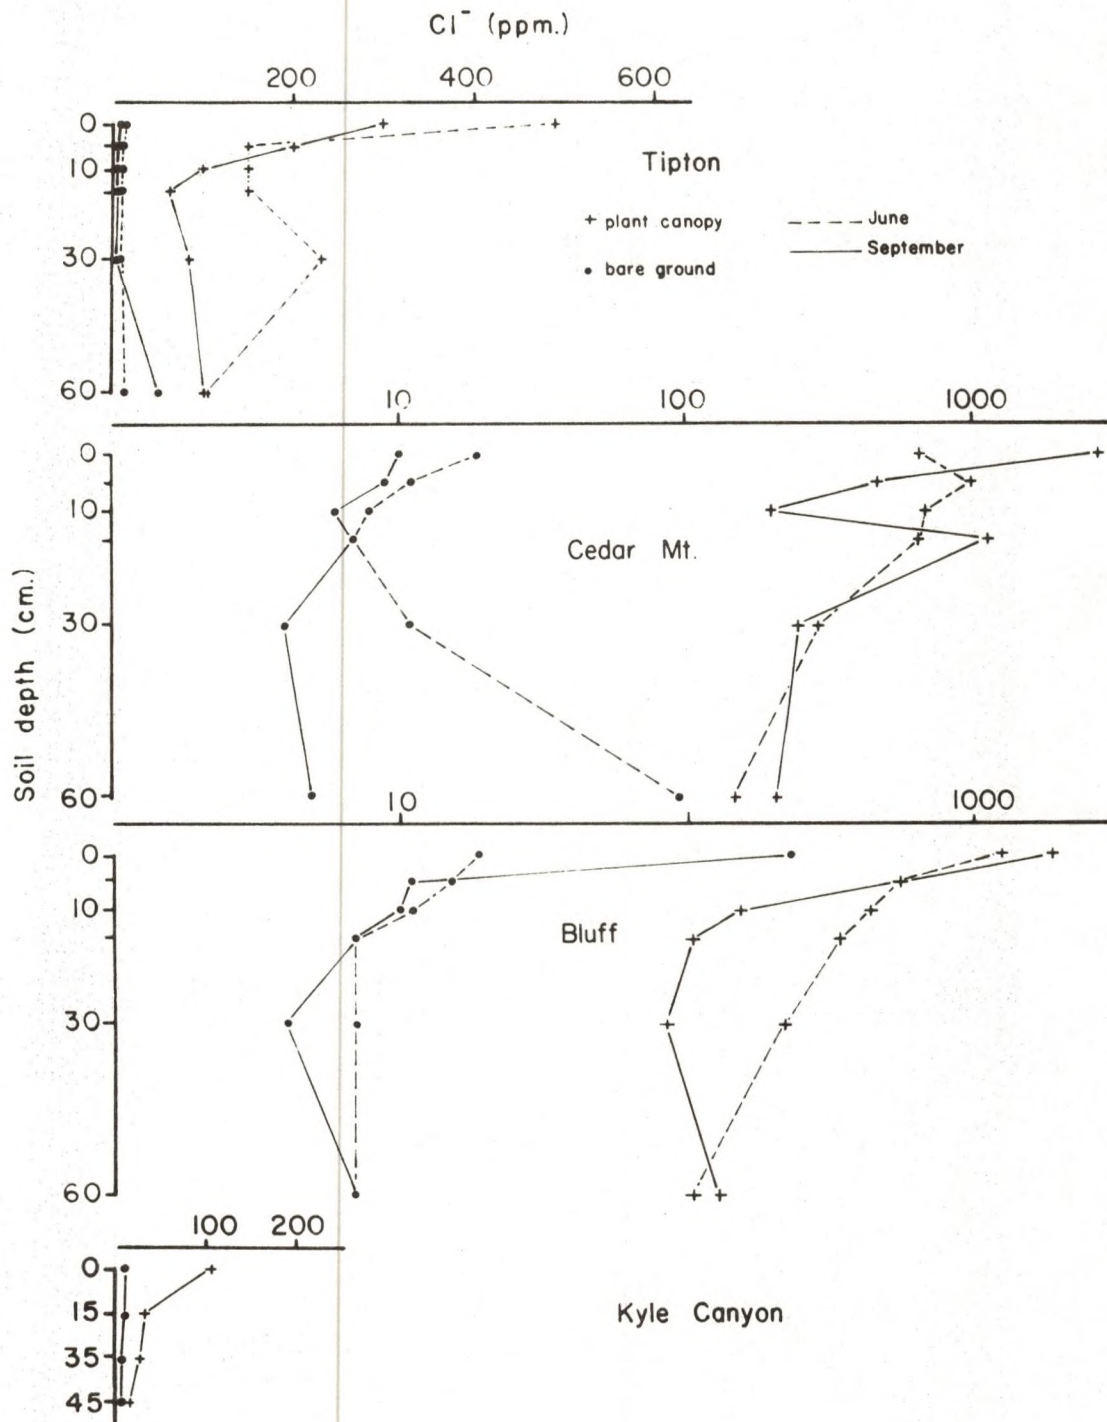 Cl⁻ (ppm.)
200 400 600
0
10
30
60
Tipton
+ plant canopy
• bare ground
June
September
10 100 1000
0
10
30
60
Cedar Mt.
Soil depth (cm.)
10 1000
0
10
30
60
Bluff
100 200
0
15
35
45
Kyle Canyon